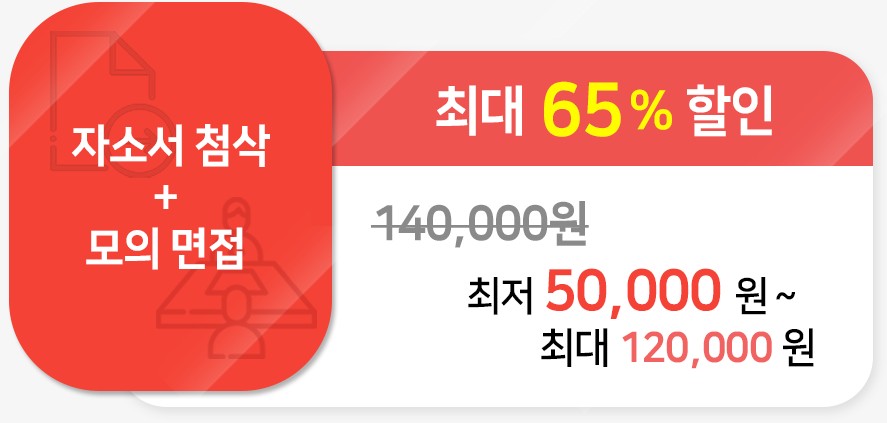 자소서 첨삭
+
모의 면접
최대 65% 할인
140,000원
최저 50,000 원~
최대 120,000 원